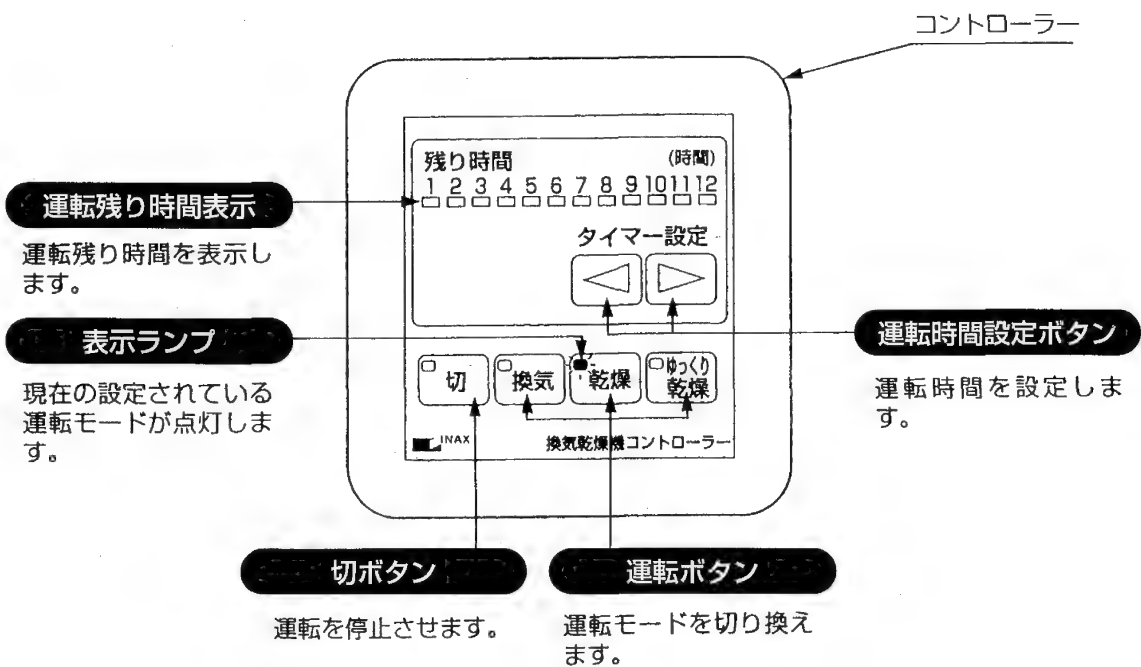 コントローラー
残り時間 (時間)
1 2 3 4 5 6 7 8 9 10 11 12
タイマー設定
切 換気 乾燥 ゆっくり
乾燥
INAX 換気乾燥機コントローラー
運転残り時間表示
運転残り時間を表示し
ます。
表示ランプ
現在の設定されている
運転モードが点灯しま
す。
運転時間設定ボタン
運転時間を設定しま
す。
切ボタン
運転を停止させます。
運転ボタン
運転モードを切り換え
ます。